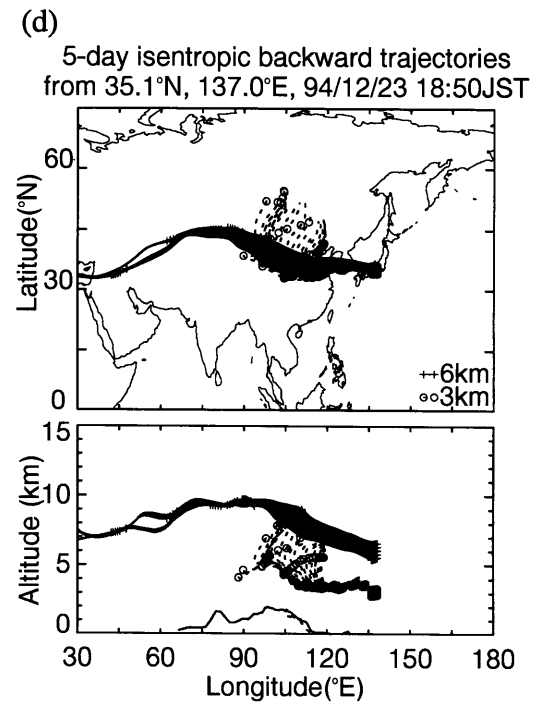 (d)
5-day isentropic backward trajectories
from 35.1°N, 137.0°E, 94/12/23 18:50JST
60
30
0
Latitude(°N)
6km
3km
15
10
5
0
Altitude (km)
30 60 90 120 150 180
Longitude(°E)